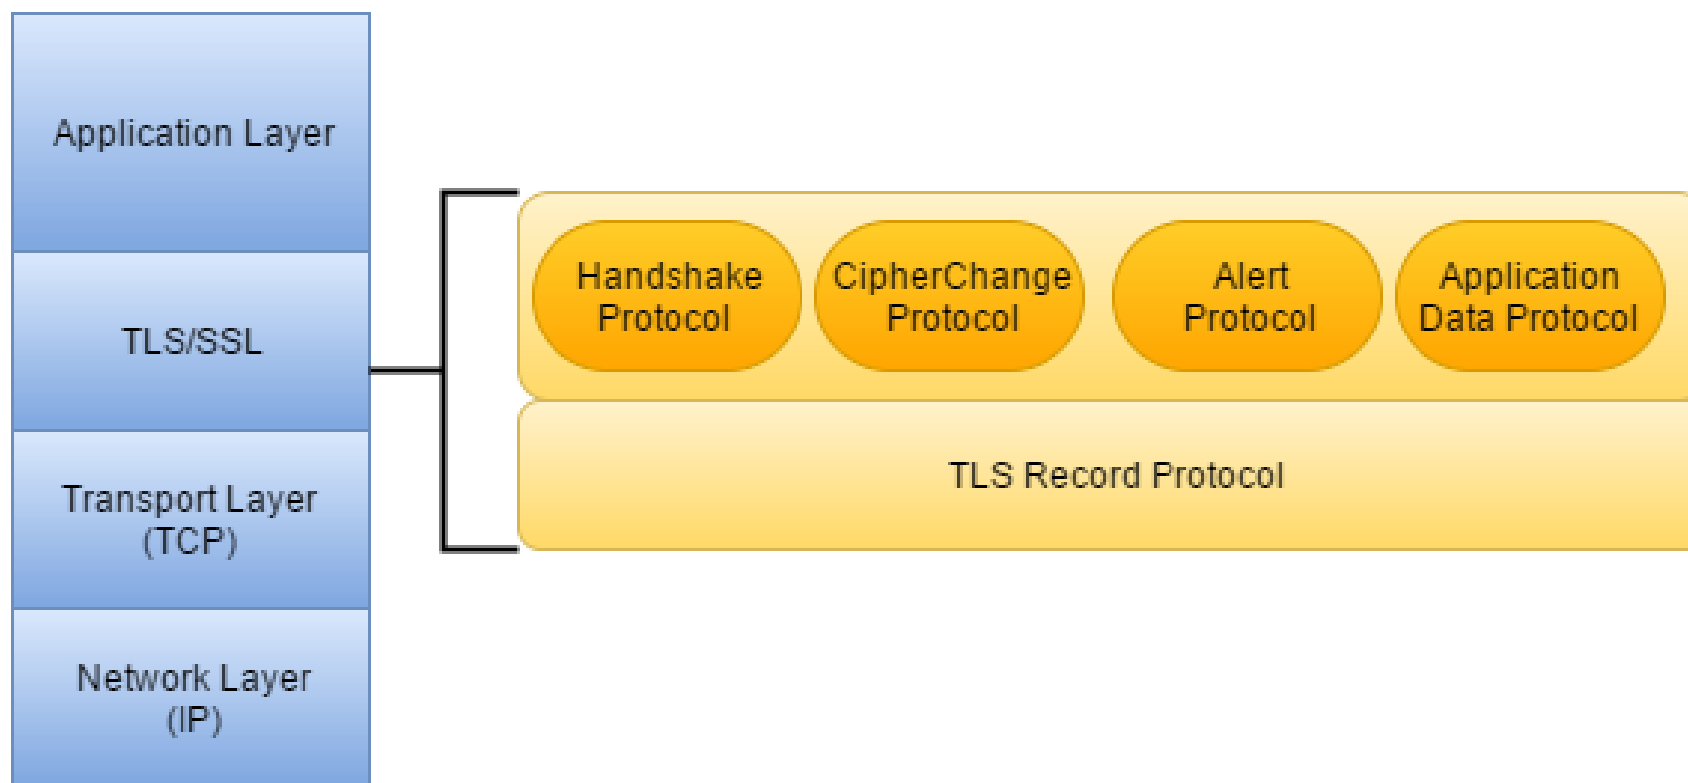 Application Layer
TLS/SSL
Transport Layer
(TCP)
Network Layer
(IP)
Handshake
Protocol
CipherChange
Protocol
Alert
Protocol
Application
Data Protocol
TLS Record Protocol